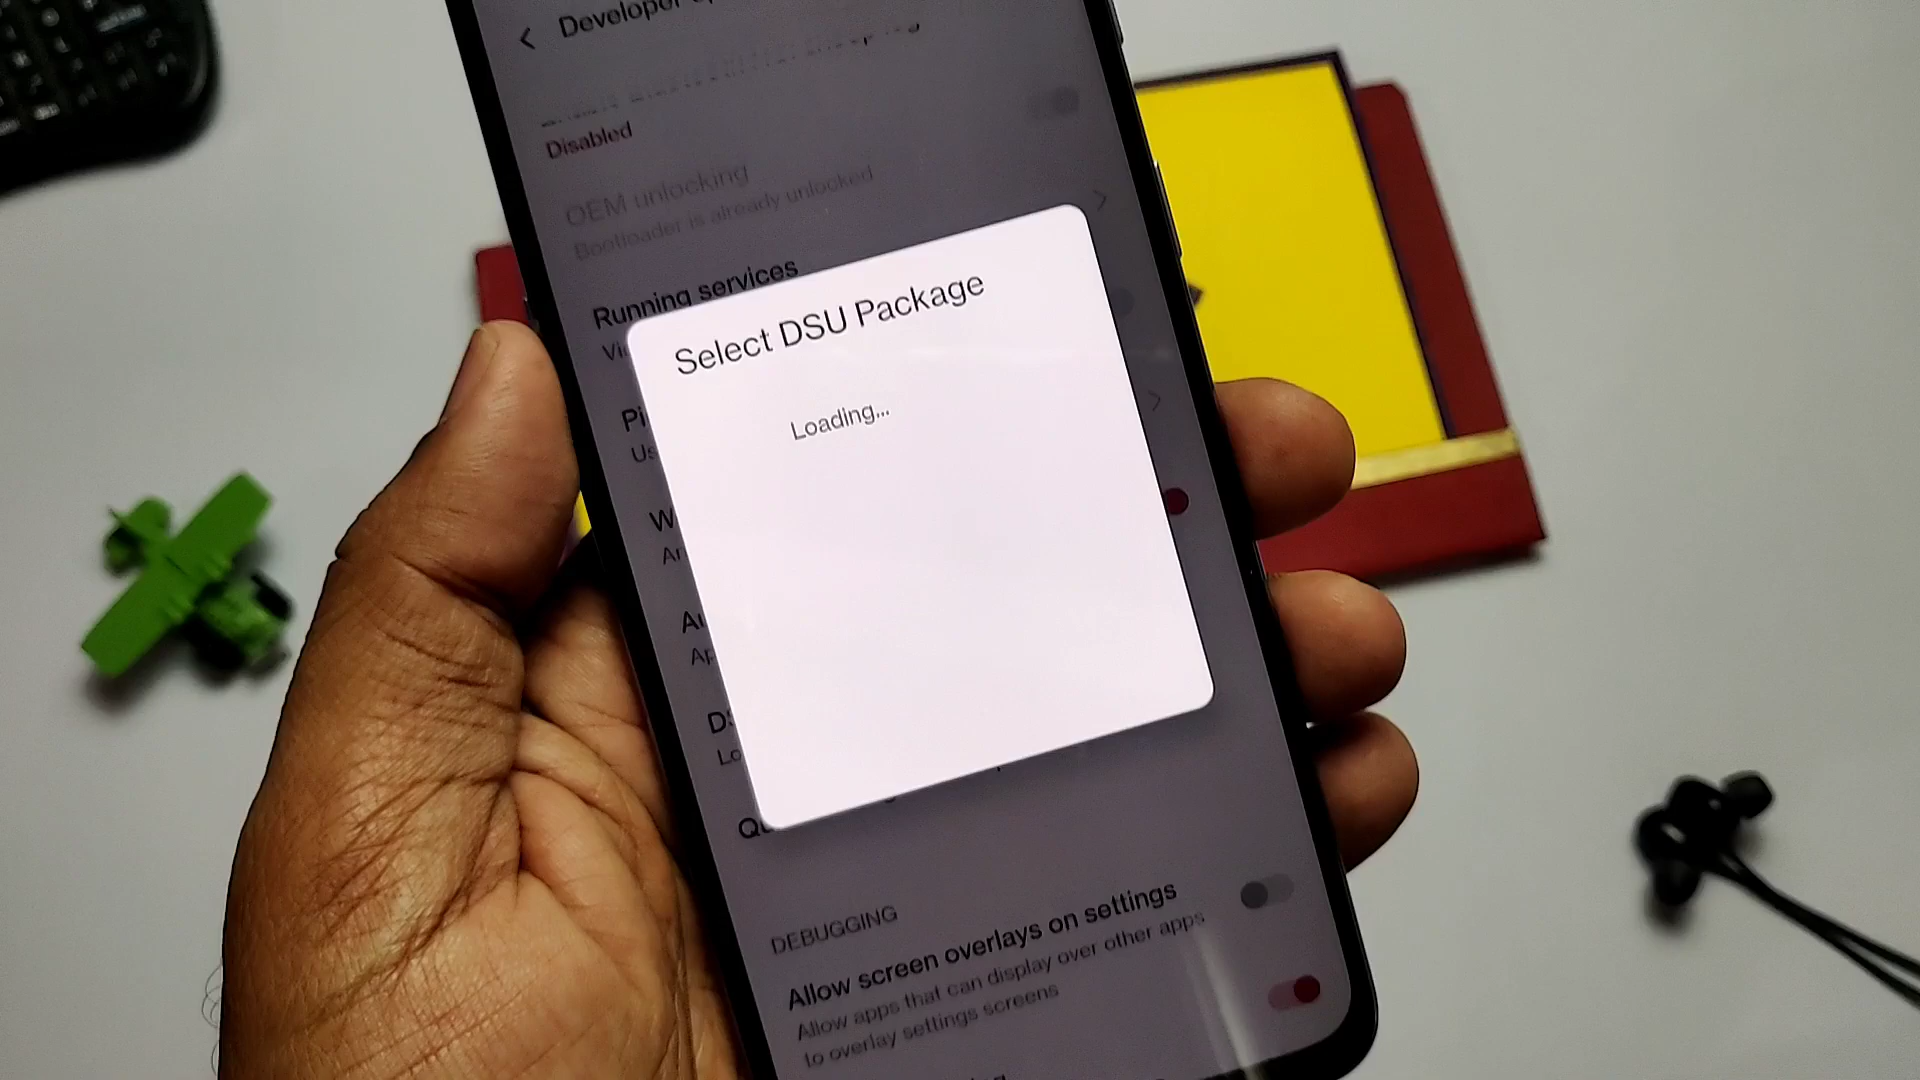 Developer
Disabled
OEM unlocking
Bootloader is already unlocked
Running services
Select DSU Package
Loading...
DEBUGGING
Allow screen overlays on settings
Allow apps that can display over other apps
to overlay settings screens